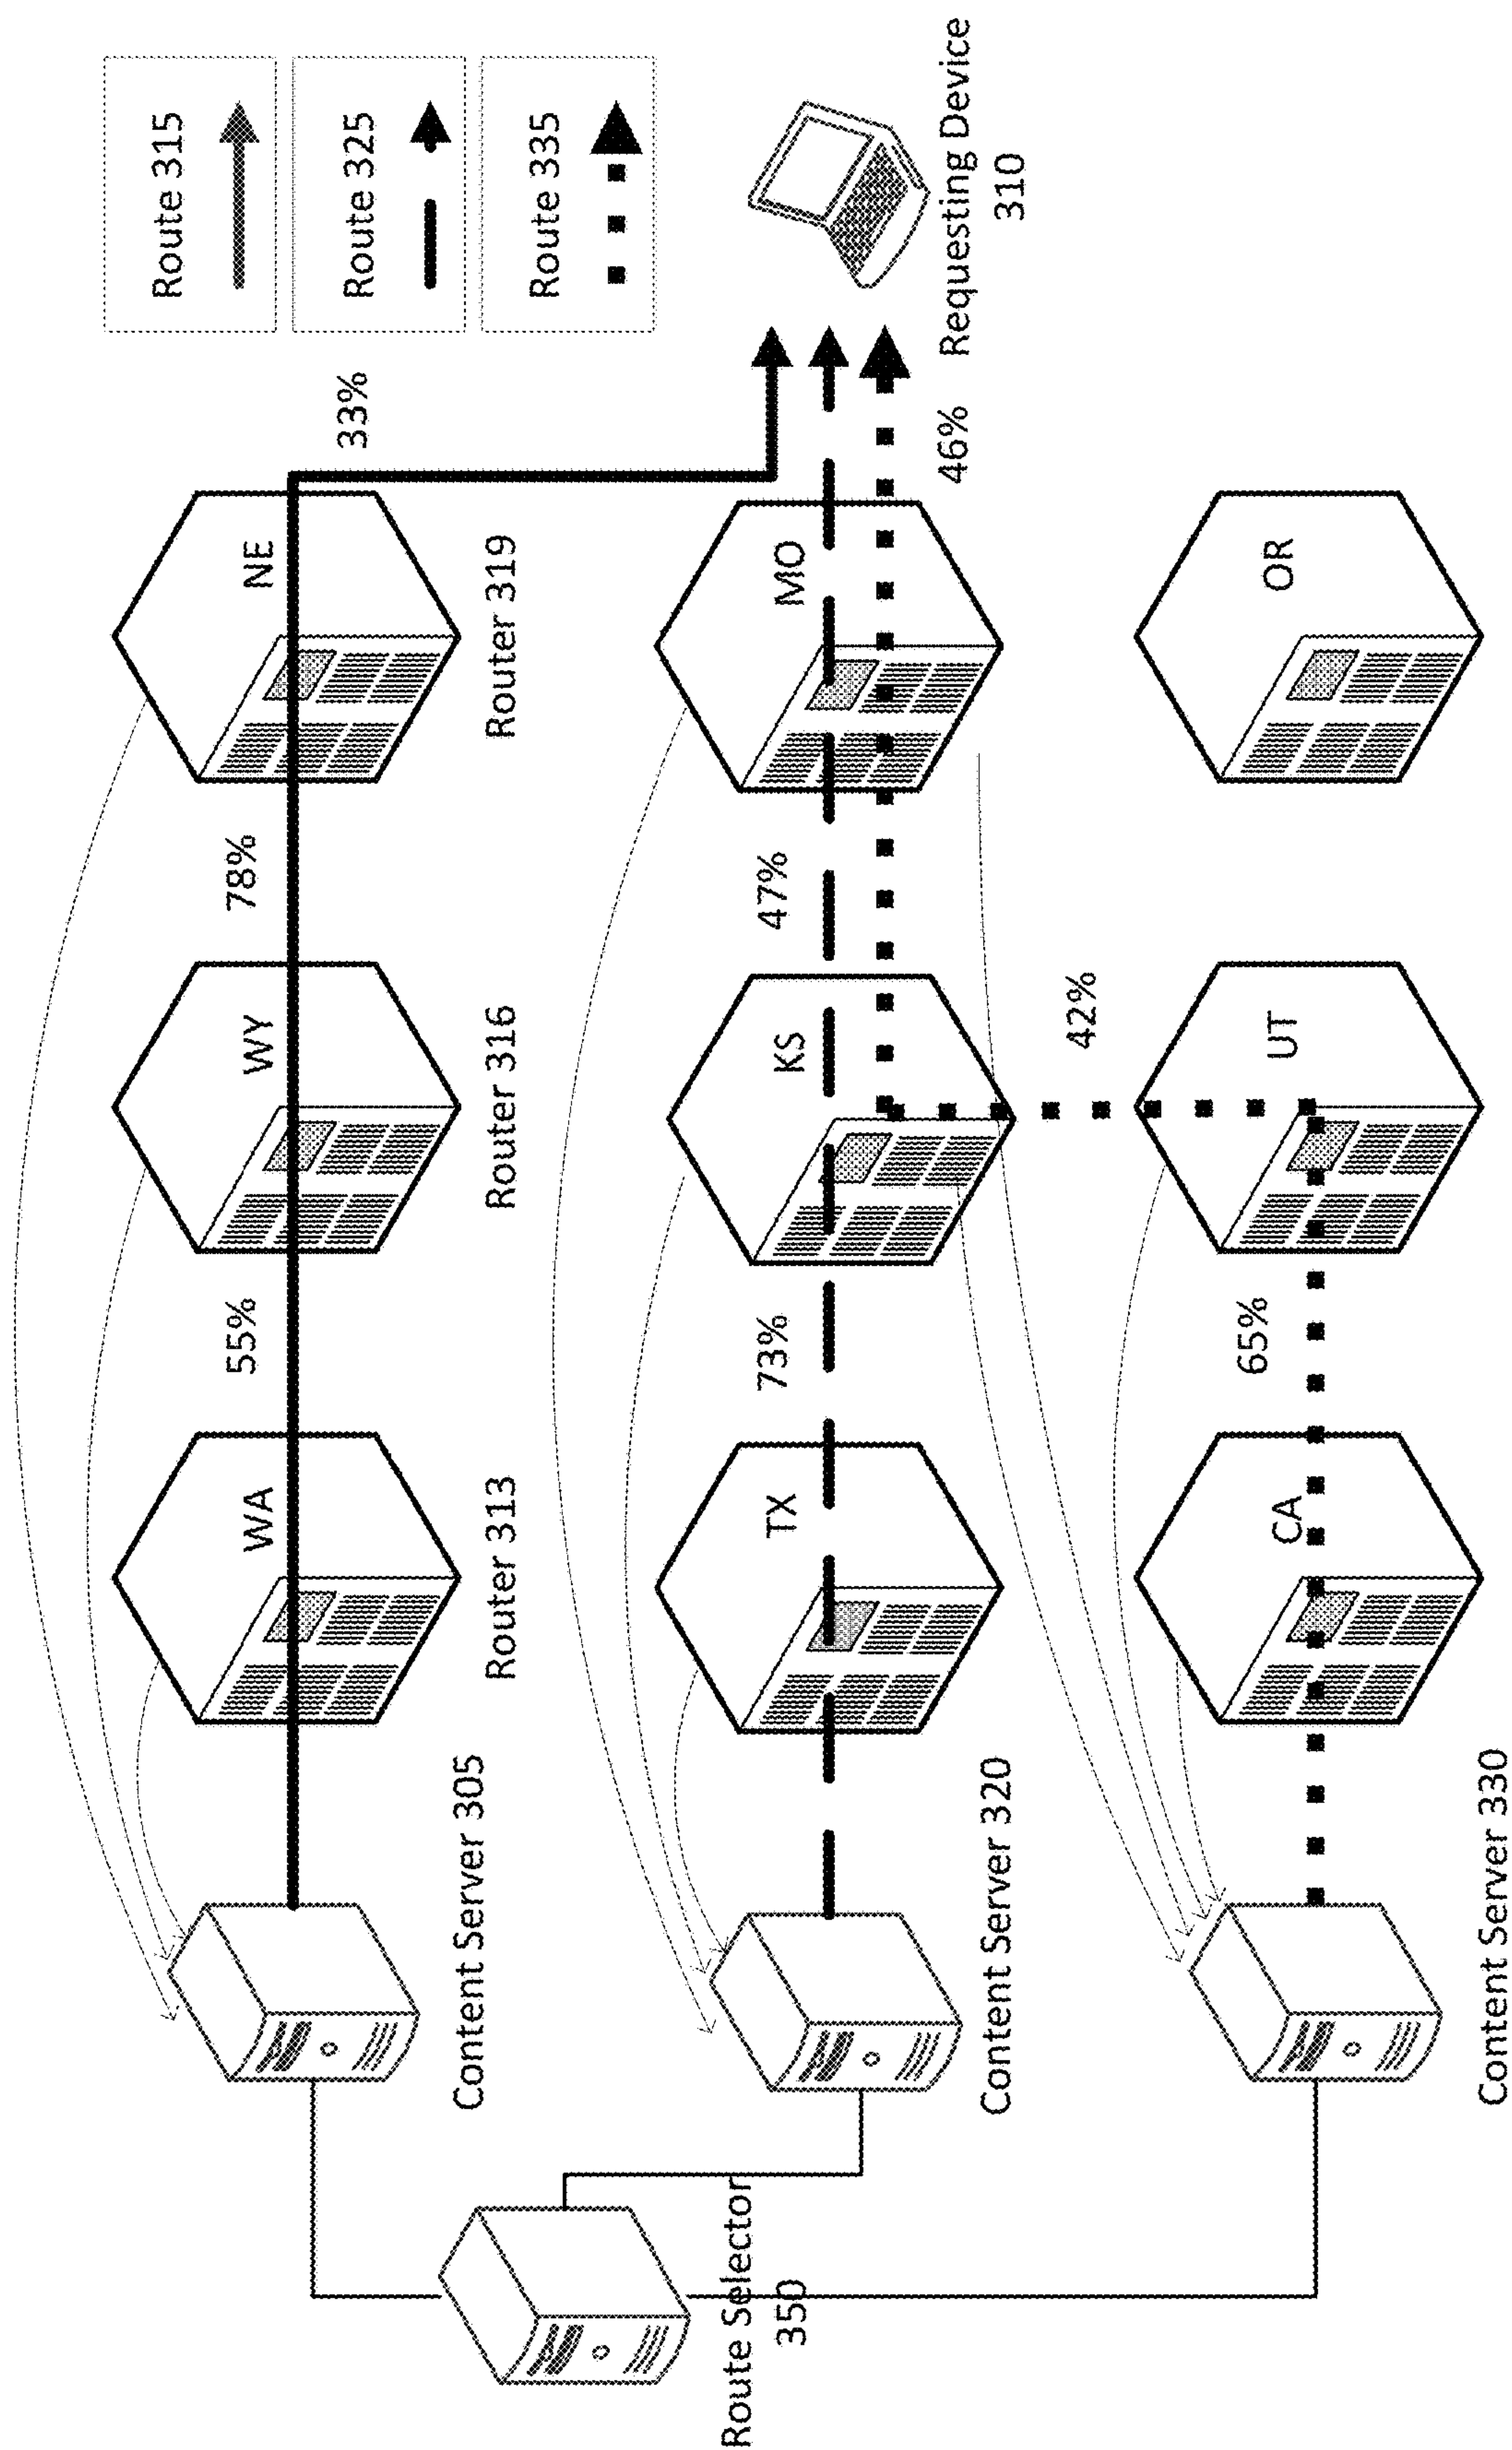 Route 315
Route 325
Route 335
WA
WY
NE
55%
78%
33%
Router 313
Router 316
Router 319
Content Server 305
TX
KS
MO
73%
47%
46%
Requesting Device
310
Route Selector
350
Content Server 320
42%
CA
UT
OR
65%
Content Server 330